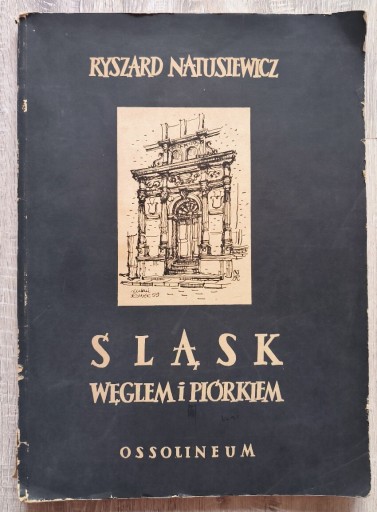 RYSZARD NATUSIEWICZ
ŚLĄSK
WĘGLEM i PIÓRKIEM
OSSOLINEUM